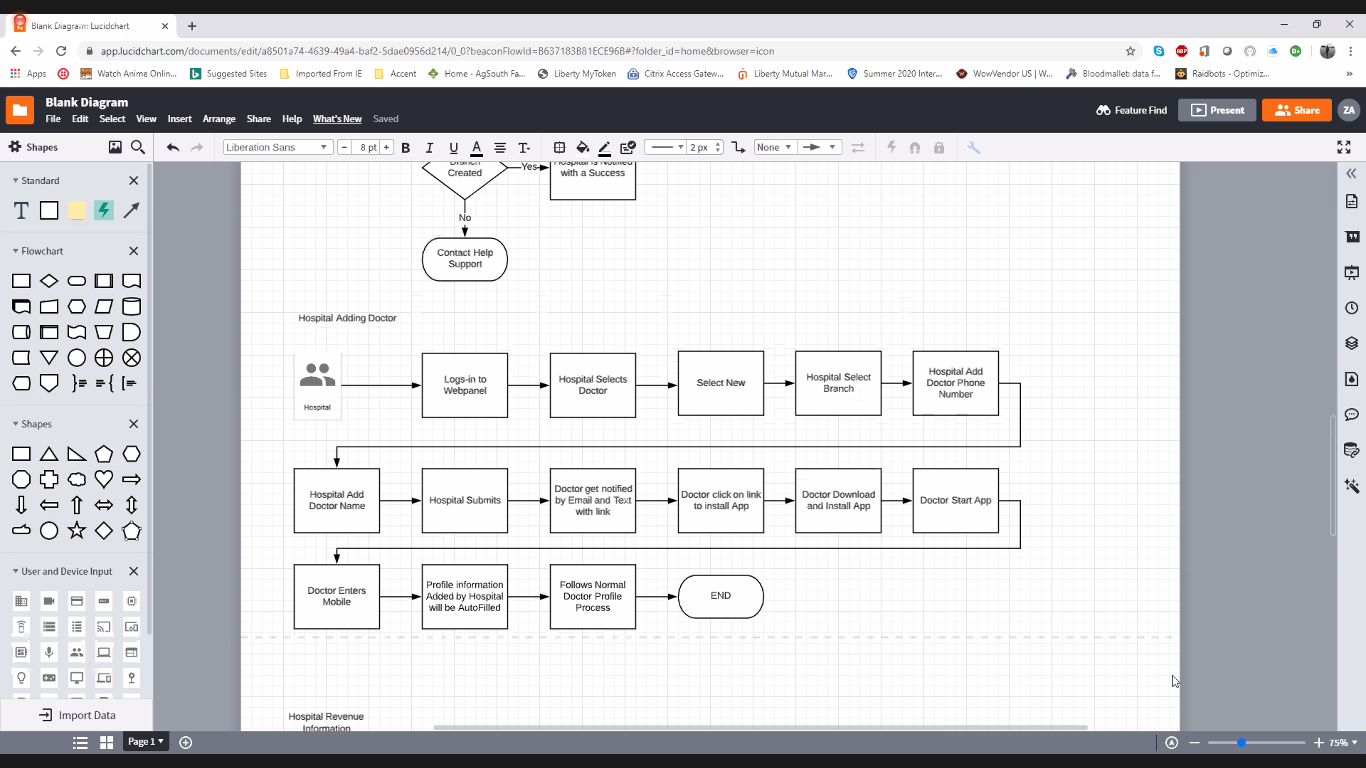 Blank Diagram: Lucidchart
app.lucidchart.com/documents/edit/a8501a74-4639-49a4-baf2-5dae0956d214/0_0?beaconFlowId=B637183B81ECE96B#?folder_id=home&browser=icon
Apps
Watch Anime Onlin...
Suggested Sites
Imported From IE
Accent
Home - AgSouth Fa...
Liberty MyToken
Citrix Access Gatew...
Liberty Mutual Mar...
Summer 2020 Inter...
WowVendor US | W...
Bloodmallet: data f...
Raidbots - Optimiz...
Blank Diagram
File Edit Select View Insert Arrange Share Help What's New Saved
Feature Find
Present
Share
ZA
Shapes
Liberation Sans
8 pt
B I U A T
2 px
None
Standard
T
Flowchart
Shapes
User and Device Input
Import Data
Branch
Created
Yes
Hospital is Notified
with a Success
No
Contact Help
Support
Hospital Adding Doctor
Hospital
Logs-in to
Webpanel
Hospital Selects
Doctor
Select New
Hospital Select
Branch
Hospital Add
Doctor Phone
Number
Hospital Add
Doctor Name
Hospital Submits
Doctor get notified
by Email and Text
with link
Doctor click on link
to install App
Doctor Download
and Install App
Doctor Start App
Doctor Enters
Mobile
Profile information
Added by Hospital
will be AutoFilled
Follows Normal
Doctor Profile
Process
END
Hospital Revenue
Information
Page 1
75%